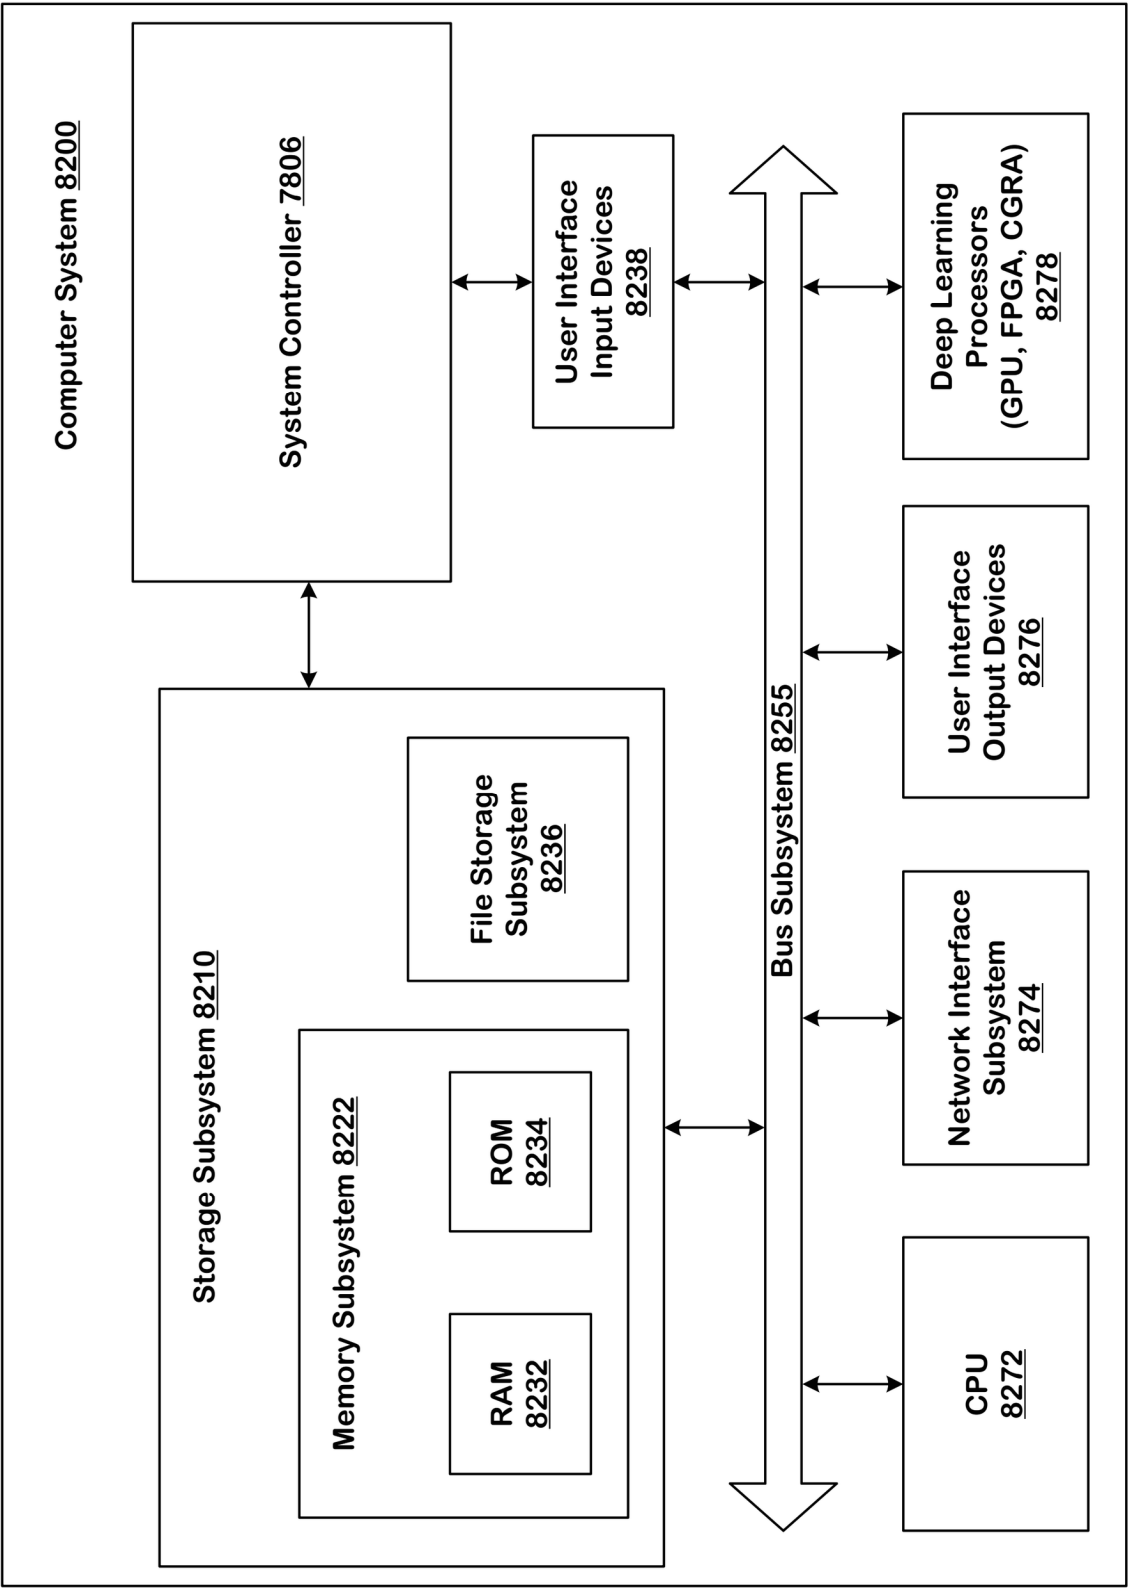 Computer System 8200
Storage Subsystem 8210
Memory Subsystem 8222
RAM
8232
ROM
8234
File Storage
Subsystem
8236
System Controller 7806
User Interface
Input Devices
8238
Bus Subsystem 8255
CPU
8272
Network Interface
Subsystem
8274
User Interface
Output Devices
8276
Deep Learning
Processors
(GPU, FPGA, CGRA)
8278